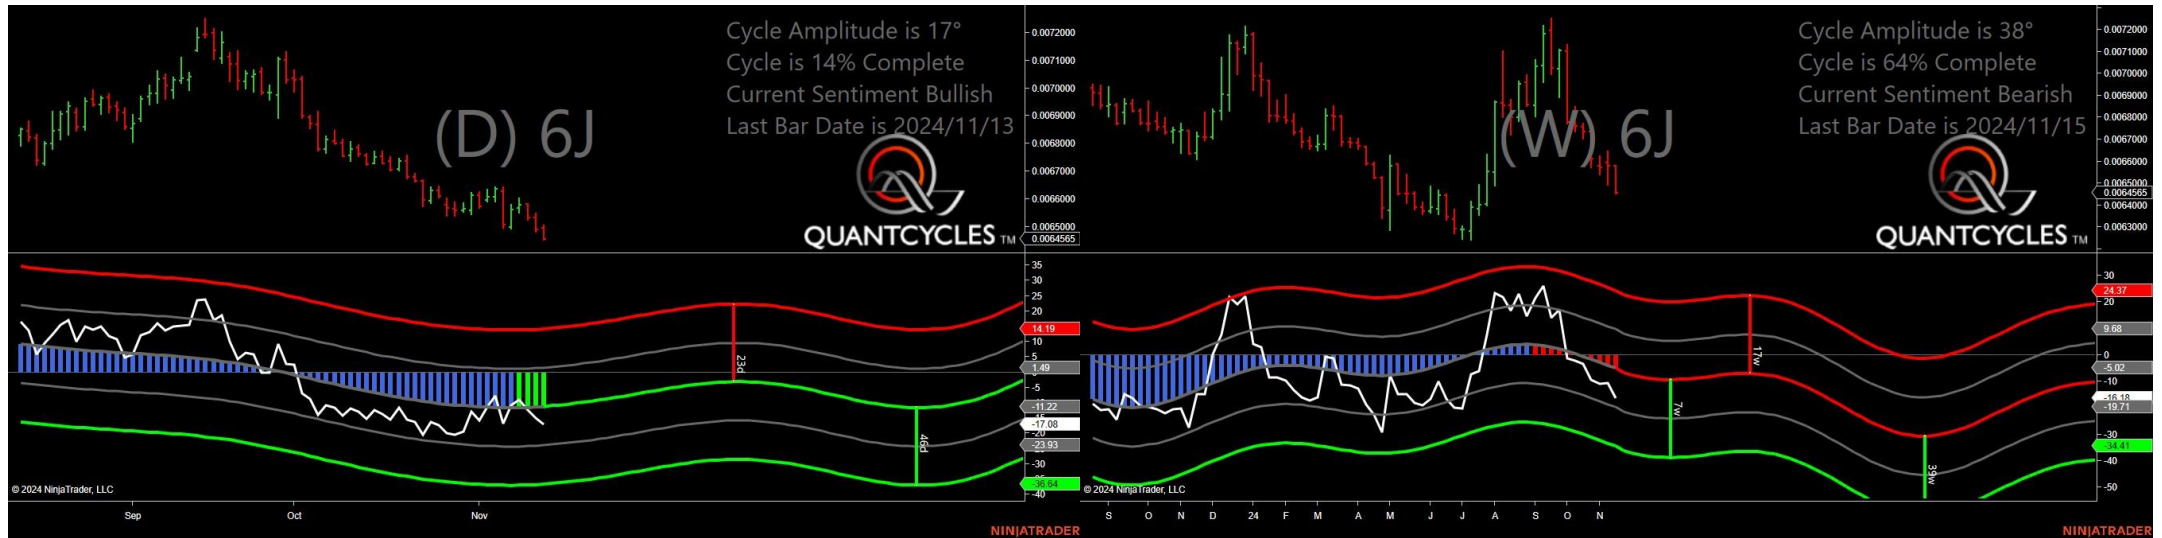 Cycle Amplitude is 17°
Cycle is 14% Complete
Current Sentiment Bullish
Last Bar Date is 2024/11/13
(D) 6J
QUANTCYCLES TM
0.0072000
0.0071000
0.0070000
0.0069000
0.0068000
0.0067000
0.0066000
0.0065000
0.0064565
35
30
25
20
14.19
10
5
1.49
-5
-11.22
-17.08
-20
-23.93
-30
-36.64
-40
23d
46d
© 2024 NinjaTrader, LLC
Sep
Oct
Nov
NINJATRADER
Cycle Amplitude is 38°
Cycle is 64% Complete
Current Sentiment Bearish
Last Bar Date is 2024/11/15
(W) 6J
QUANTCYCLES TM
0.0072000
0.0071000
0.0070000
0.0069000
0.0068000
0.0067000
0.0066000
0.0065000
0.0064565
0.0064000
0.0063000
30
24.37
20
9.68
0
-5.02
-10
-16.18
-19.71
-30
-34.41
-40
-50
17w
7w
39w
© 2024 NinjaTrader, LLC
S O N D 24 F M A M J J A S O N
NINJATRADER